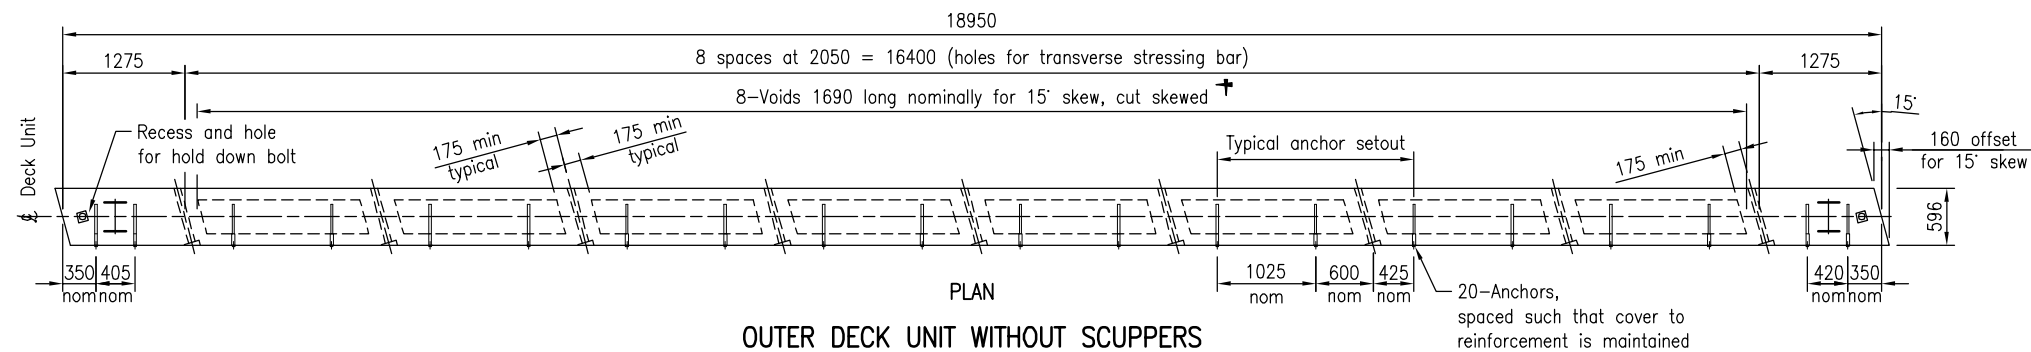 18950
8 spaces at 2050 = 16400 (holes for transverse stressing bar)
1275
1275
8-Voids 1690 long nominally for 15° skew, cut skewed
15°
℄ Deck Unit
Recess and hole
for hold down bolt
175 min
typical
175 min
typical
Typical anchor setout
175 min
160 offset
for 15° skew
596
350
nom
405
nom
1025
nom
600
nom
425
nom
420
nom
350
nom
20-Anchors,
spaced such that cover to
reinforcement is maintained
PLAN
OUTER DECK UNIT WITHOUT SCUPPERS